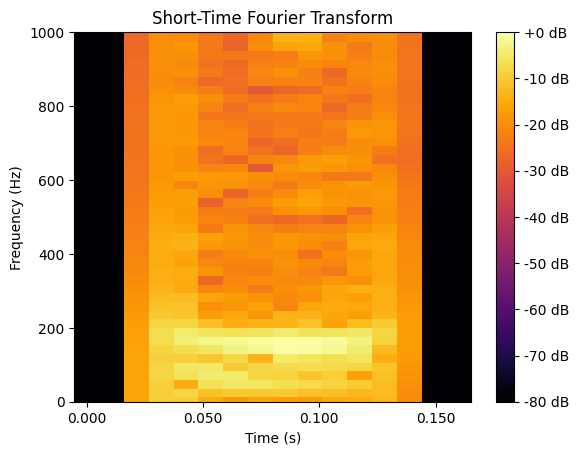 Short-Time Fourier Transform
1000
800
600
400
200
0
Frequency (Hz)
0.000
0.050
0.100
0.150
Time (s)
+0 dB
-10 dB
-20 dB
-30 dB
-40 dB
-50 dB
-60 dB
-70 dB
-80 dB